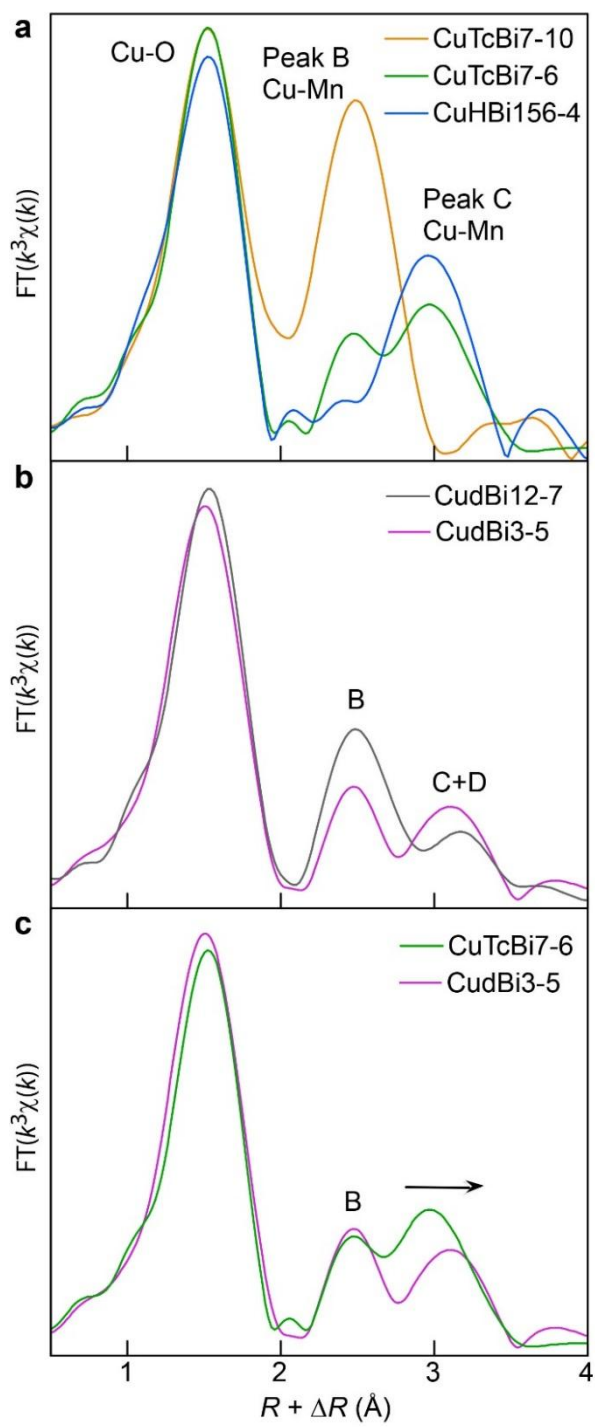 a
Cu-O
Peak B
Cu-Mn
CuTcBi7-10
CuTcBi7-6
CuHBi156-4
Peak C
Cu-Mn
FT(k³χ(k))
b
CudBi12-7
CudBi3-5
B
C+D
FT(k³χ(k))
c
CuTcBi7-6
CudBi3-5
B
FT(k³χ(k))
1 2 3 4
R + ΔR (Å)